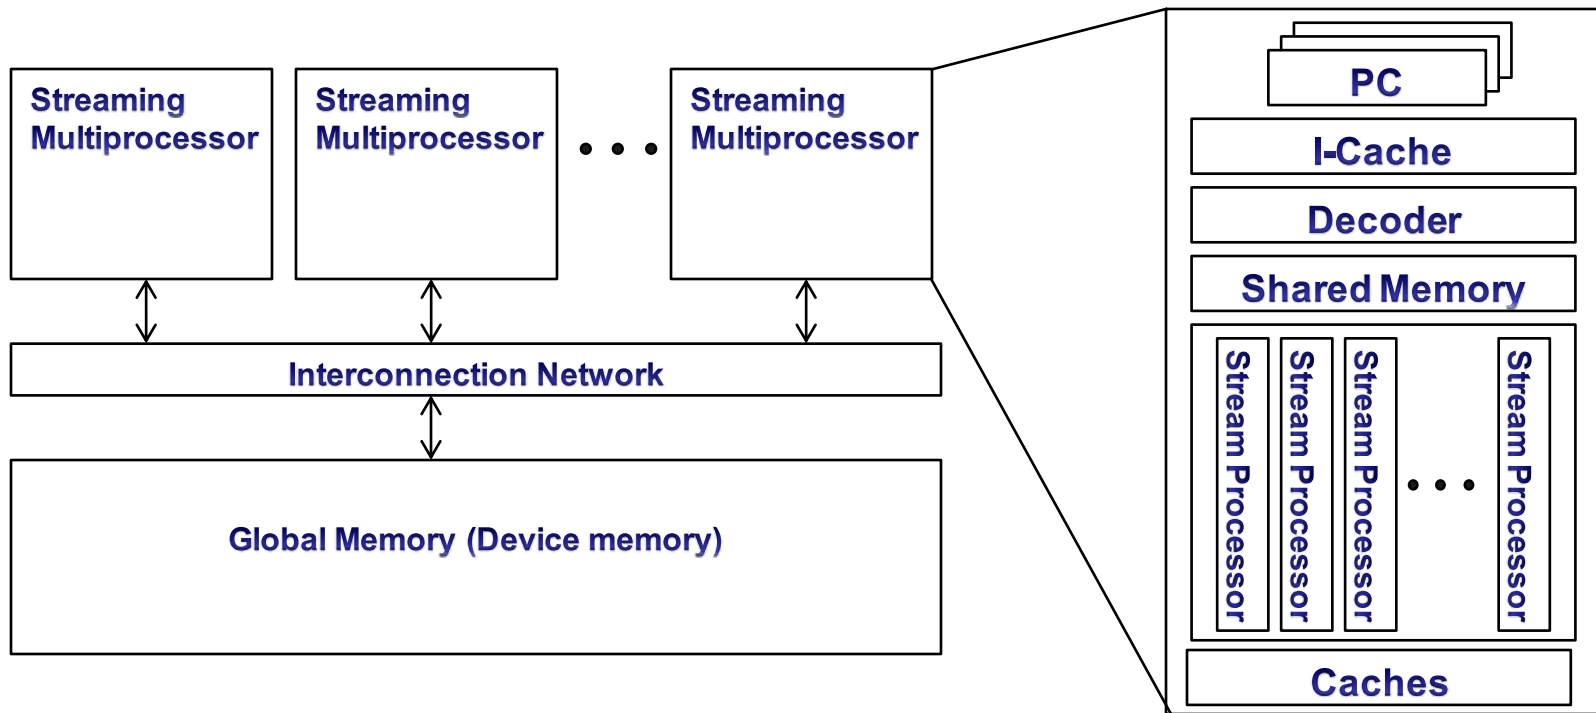 Streaming
Multiprocessor
Streaming
Multiprocessor
Streaming
Multiprocessor
Interconnection Network
Global Memory (Device memory)
PC
I-Cache
Decoder
Shared Memory
Stream Processor
Stream Processor
Stream Processor
Stream Processor
Caches